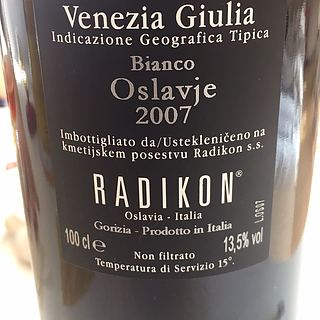 Venezia Giulia
Indicazione Geografica Tipica
Bianco
Oslavje
2007
Imbottigliato da/Ustekleničeno na
kmetijskem posestvu Radikon s.s.
RADIKON®
Oslavia - Italia
Gorizia - Prodotto in Italia
100 cl e
13,5% vol
L.OS07
Non filtrato
Temperatura di Servizio 15°.